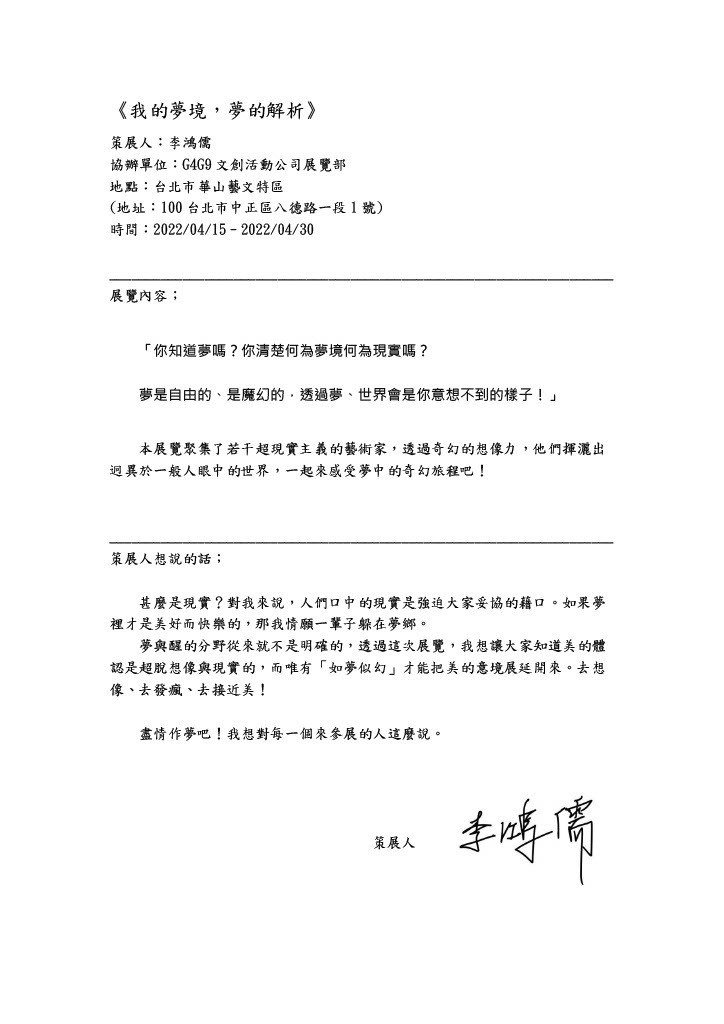 《我的夢境，夢的解析》
策展人：李鴻儒
協辦單位：G4G9文創活動公司展覽部
地點：台北市華山藝文特區
(地址：100台北市中正區八德路一段1號)
時間：2022/04/15–2022/04/30
展覽內容；
「你知道夢嗎？你清楚何為夢境何為現實嗎？
夢是自由的、是魔幻的，透過夢、世界會是你意想不到的樣子！」
本展覽聚集了若干超現實主義的藝術家，透過奇幻的想像力，他們揮灑出
迥異於一般人眼中的世界，一起來感受夢中的奇幻旅程吧！
策展人想說的話；
甚麼是現實？對我來說，人們口中的現實是強迫大家妥協的藉口。如果夢
裡才是美好而快樂的，那我情願一輩子躲在夢鄉。
夢與醒的分野從來就不是明確的，透過這次展覽，我想讓大家知道美的體
認是超脫想像與現實的，而唯有「如夢似幻」才能把美的意境展延開來。去想
像、去發瘋、去接近美！
盡情作夢吧！我想對每一個來參展的人這麼說。
策展人 李鴻儒